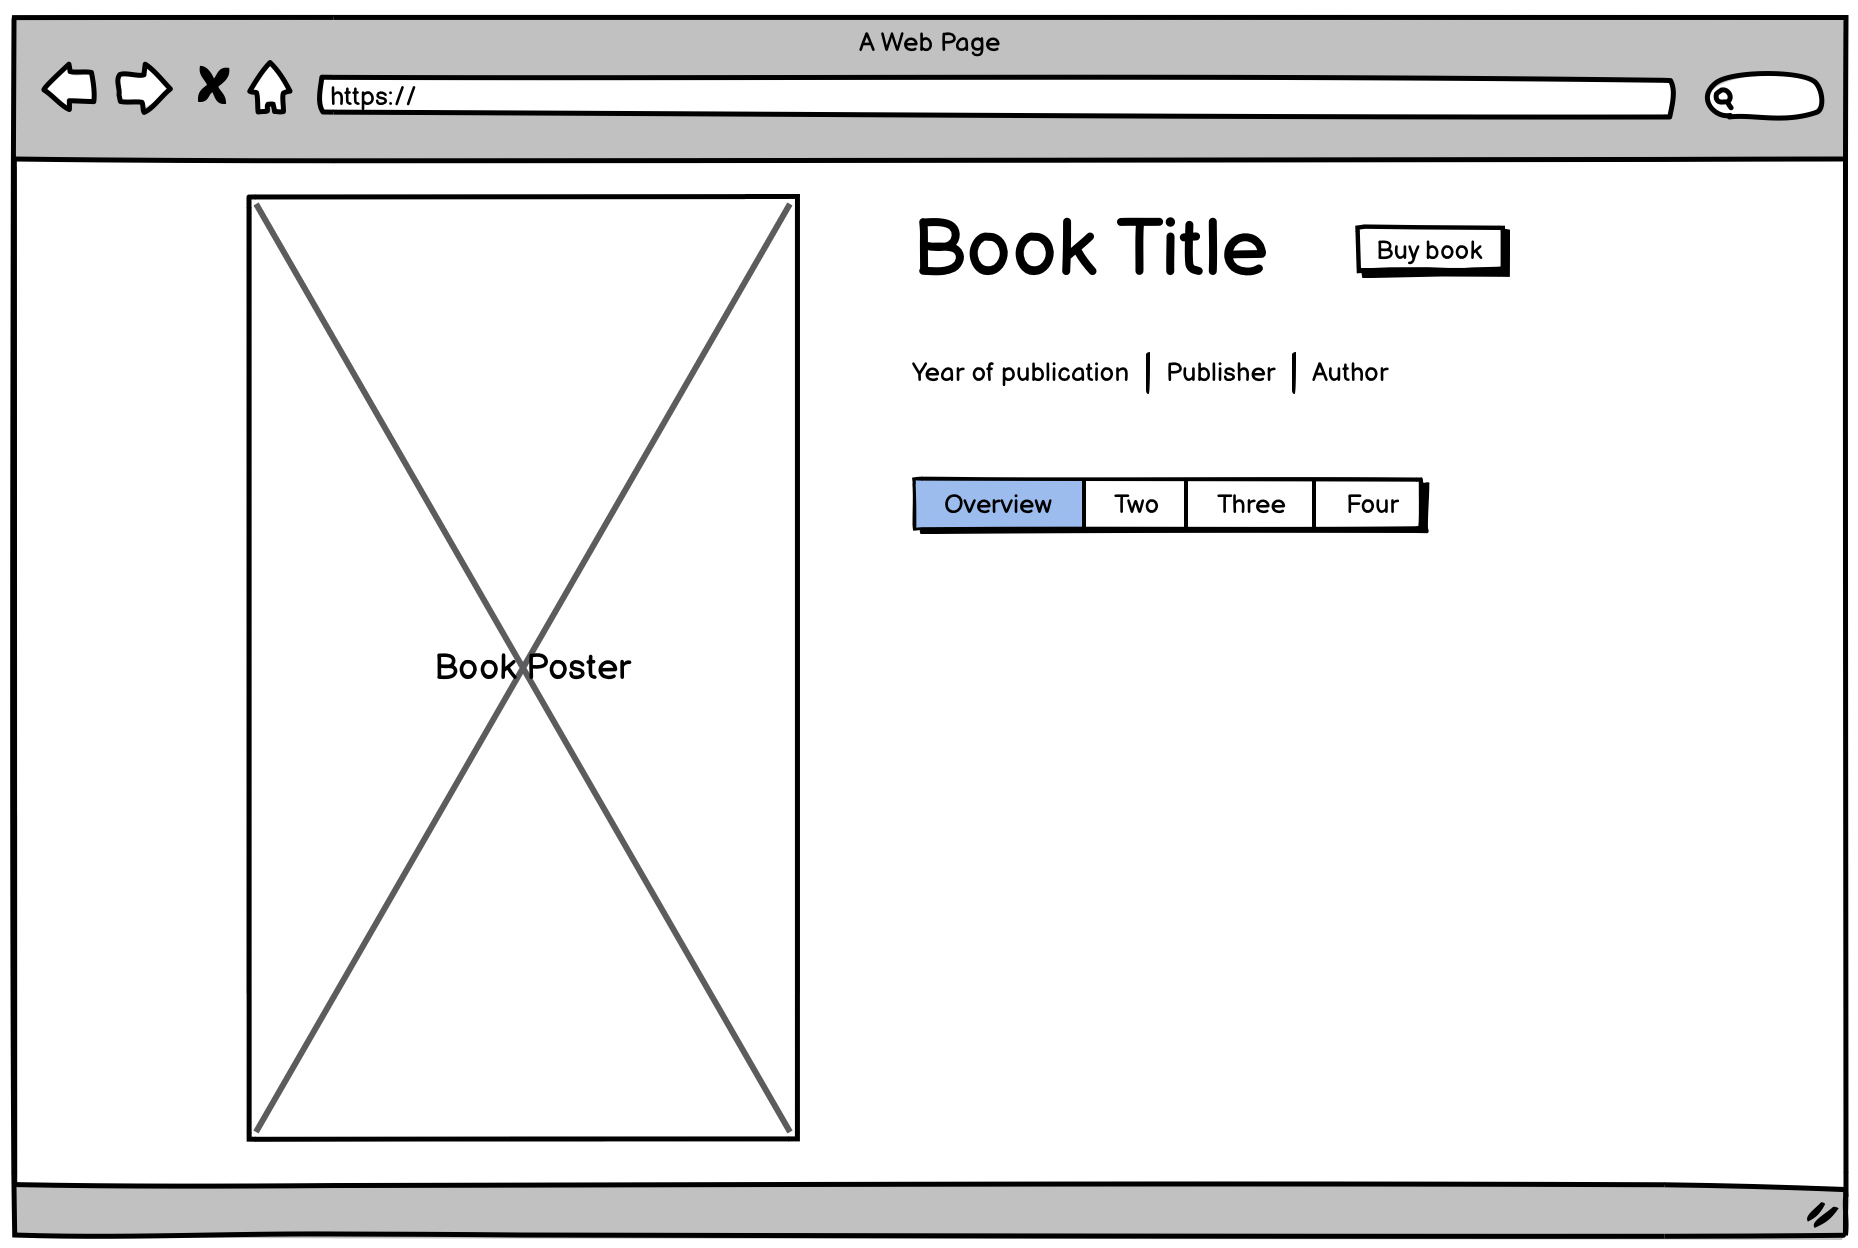 A Web Page
https://
Book Title
Buy book
Year of publication
Publisher
Author
Overview
Two
Three
Four
Book Poster